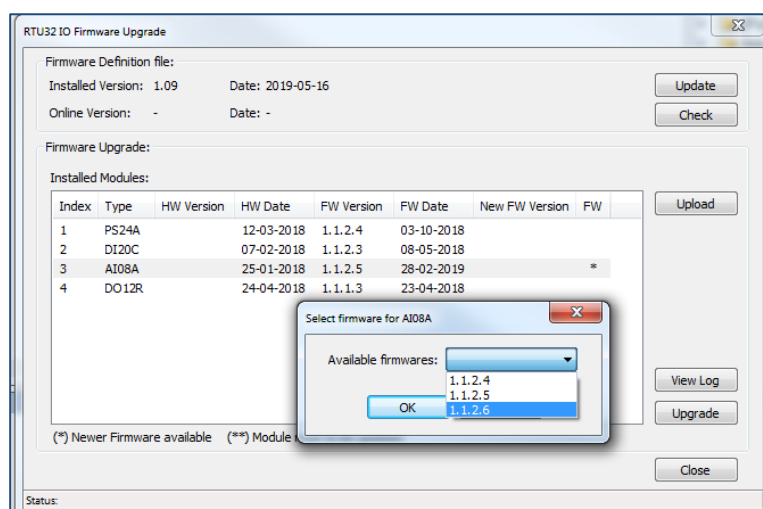 RTU32 IO Firmware Upgrade
Firmware Definition file:
Installed Version: 1.09 Date: 2019-05-16 Update
Online Version: - Date: - Check
Firmware Upgrade:
Installed Modules:
Index Type HW Version HW Date FW Version FW Date New FW Version FW Upload
1 PS24A 12-03-2018 1.1.2.4 03-10-2018
2 DI20C 07-02-2018 1.1.2.3 08-05-2018
3 AI08A 25-01-2018 1.1.2.5 28-02-2019 *
4 DO12R 24-04-2018 1.1.1.3 23-04-2018
Select firmware for AI08A
Available firmwares:
1.1.2.4
1.1.2.5
1.1.2.6
OK
View Log
Upgrade
(*) Newer Firmware available (**) Module
Close
Status: